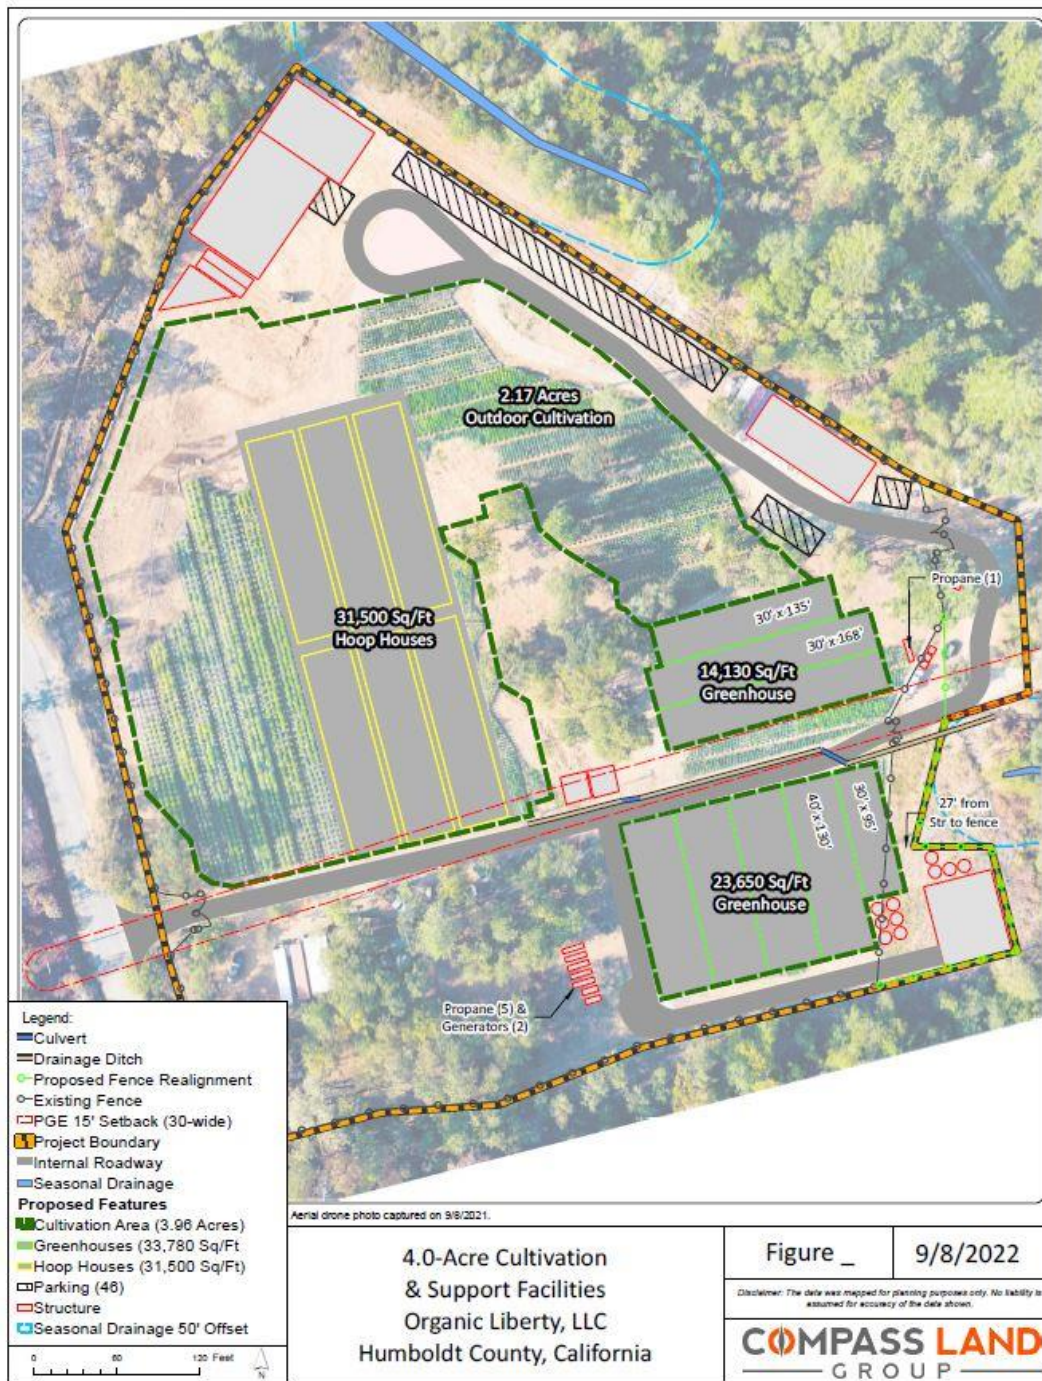 2.17 Acres
Outdoor Cultivation
Propane (1)
30' x 135'
31,500 Sq/Ft
Hoop Houses
30' x 168'
14,130 Sq/Ft
Greenhouse
27' from
Str to fence
40' x 130'
30' x 95'
23,650 Sq/Ft
Greenhouse
Propane (5) &
Generators (2)
Legend:
Culvert
Drainage Ditch
Proposed Fence Realignment
Existing Fence
PGE 15' Setback (30-wide)
Project Boundary
Internal Roadway
Seasonal Drainage
Proposed Features
Cultivation Area (3.96 Acres)
Greenhouses (33,780 Sq/Ft
Hoop Houses (31,500 Sq/Ft)
Parking (46)
Structure
Seasonal Drainage 50' Offset
0 60 120 Feet
N
Aerial drone photo captured on 9/8/2021.
4.0-Acre Cultivation
& Support Facilities
Organic Liberty, LLC
Humboldt County, California
Figure _
9/8/2022
Disclaimer: The data was mapped for planning purposes only. No liability is
assumed for accuracy of the data shown.
COMPASS LAND
GROUP